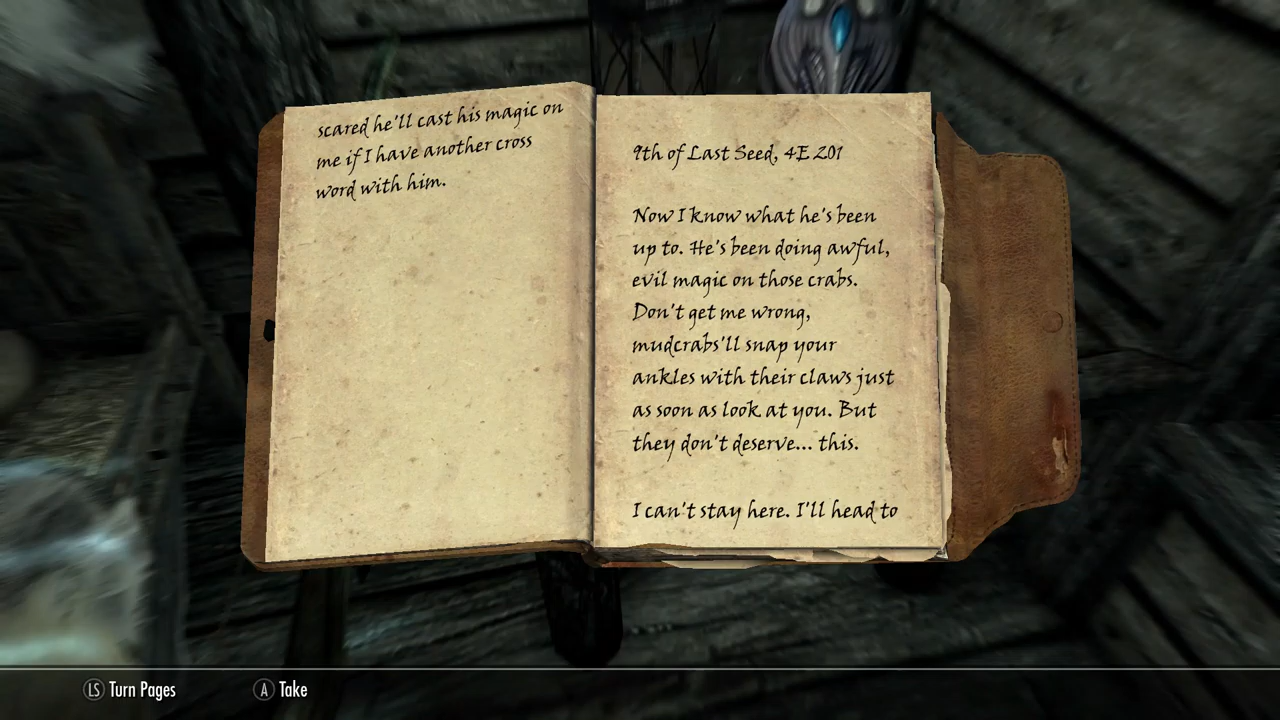 scared he'll cast his magic on
me if I have another cross
word with him.
9th of Last Seed, 4E 201
Now I know what he's been
up to. He's been doing awful,
evil magic on those crabs.
Don't get me wrong,
mudcrabs'll snap your
ankles with their claws just
as soon as look at you. But
they don't deserve... this.
I can't stay here. I'll head to
LS Turn Pages
A Take